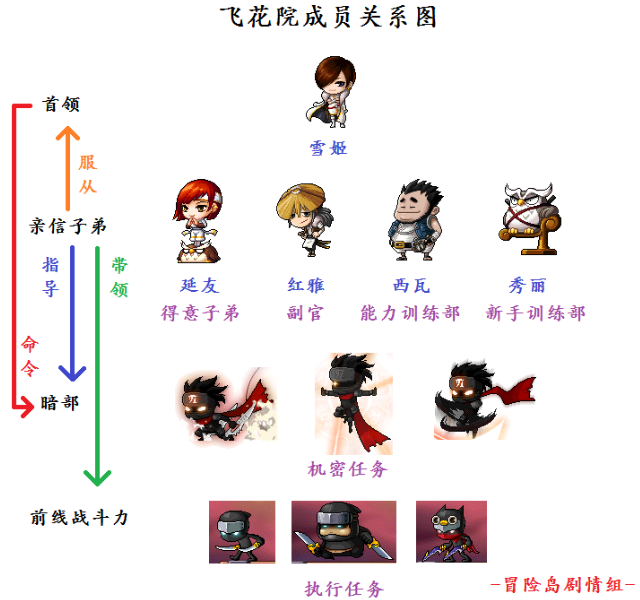 飞花院成员关系图
首领
雪姬
服从
亲信子弟
延友
红雅
西瓦
秀丽
得意子弟
副官
能力训练部
新手训练部
指导
带领
命令
暗部
机密任务
前线战斗力
执行任务
-冒险岛剧情组-